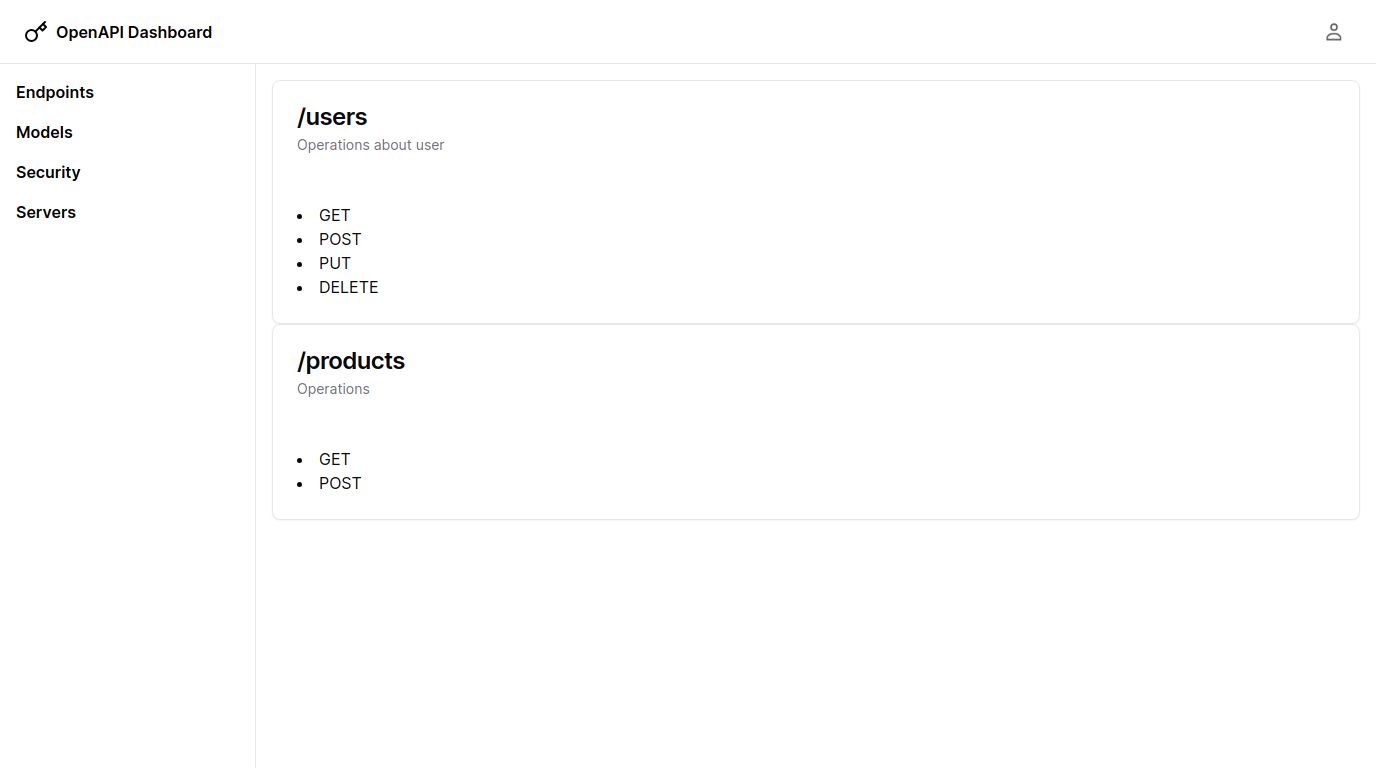 OpenAPI Dashboard
Endpoints
Models
Security
Servers
/users
Operations about user
GET
POST
PUT
DELETE
/products
Operations
GET
POST